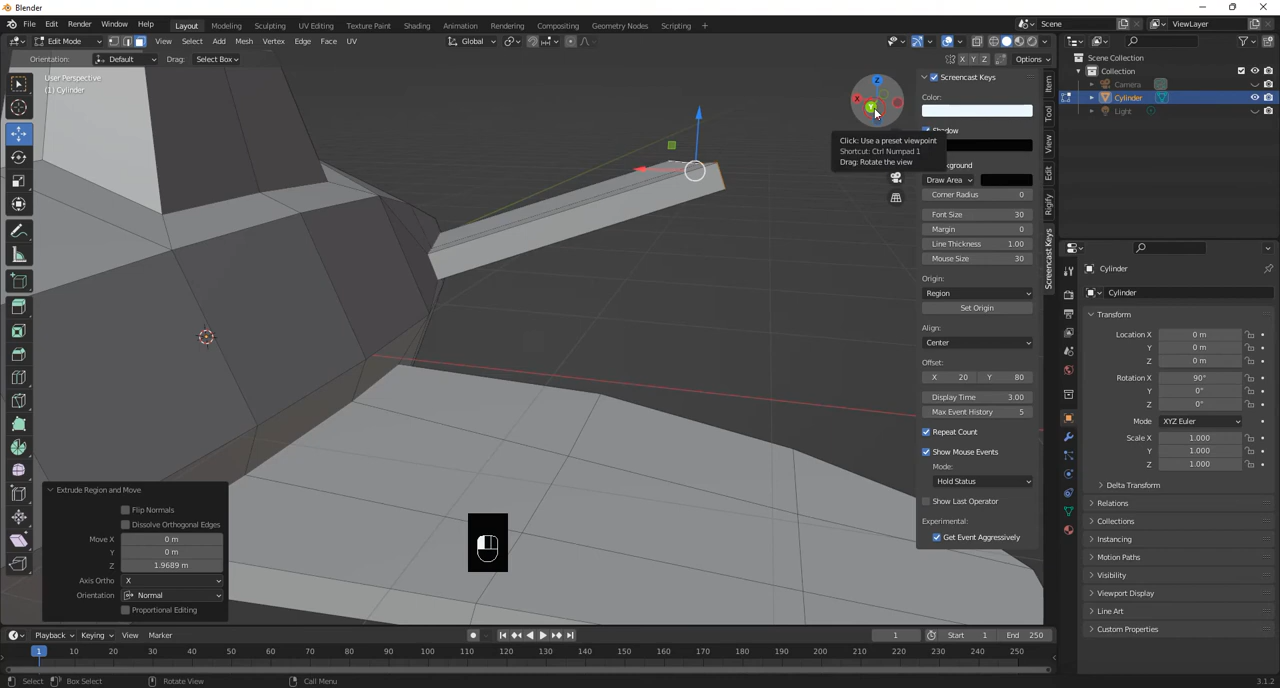 Blender
File Edit Render Window Help
Layout Modeling Sculpting UV Editing Texture Paint Shading Animation Rendering Compositing Geometry Nodes Scripting +
Scene
ViewLayer
Edit Mode View Select Add Mesh Vertex Edge Face UV
Global
Orientation: Default Drag: Select Box
X Y Z Options
User Perspective
(1) Cylinder
Z
X
Y
Click: Use a preset viewpoint
Shortcut: Ctrl Numpad 1
Drag: Rotate the view
Screencast Keys
Color:
Shadow
Draw Area
Corner Radius 0
Font Size 30
Margin 0
Line Thickness 1.00
Mouse Size 30
Origin:
Region
Set Origin
Align:
Center
Offset:
X 20 Y 80
Display Time 3.00
Max Event History 5
Repeat Count
Show Mouse Events
Mode:
Hold Status
Show Last Operator
Experimental:
Get Event Aggressively
Item
Tool
View
Edit
Rigify
Screencast Keys
Scene Collection
Collection
Camera
Cylinder
Light
Cylinder
Cylinder
Transform
Location X 0 m
Y 0 m
Z 0 m
Rotation X 90°
Y 0°
Z 0°
Mode XYZ Euler
Scale X 1.000
Y 1.000
Z 1.000
Delta Transform
Relations
Collections
Instancing
Motion Paths
Visibility
Viewport Display
Line Art
Custom Properties
Extrude Region and Move
Flip Normals
Dissolve Orthogonal Edges
Move X 0 m
Y 0 m
Z 1.9689 m
Axis Ortho X
Orientation Normal
Proportional Editing
Playback Keying View Marker
1 Start 1 End 250
1 10 20 30 40 50 60 70 80 90 100 110 120 130 140 150 160 170 180 190 200 210 220 230 240 250
Select Box Select Rotate View Call Menu 3.1.2